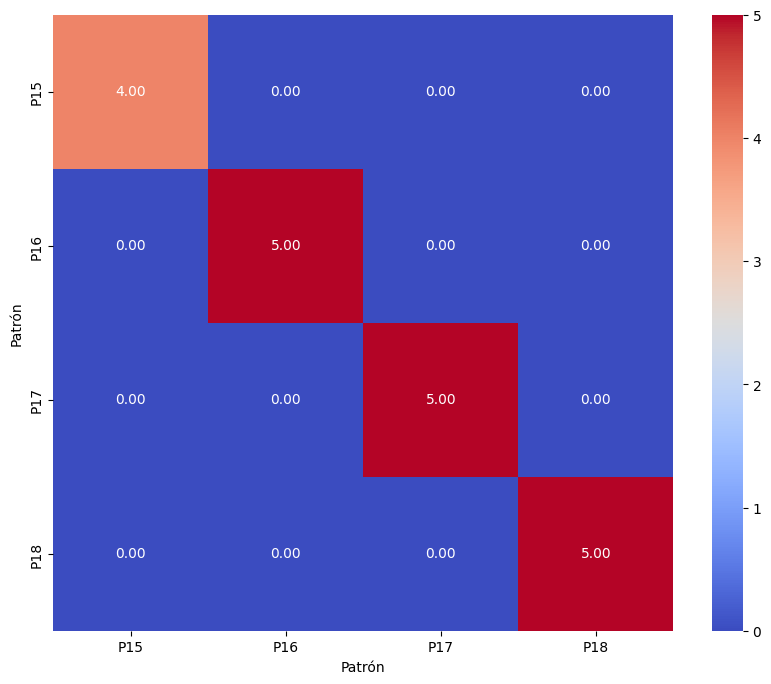 5
P15 4.00 0.00 0.00 0.00
4
P16 0.00 5.00 0.00 0.00
3
Patrón
2
P17 0.00 0.00 5.00 0.00
1
P18 0.00 0.00 0.00 5.00
0
P15 P16 P17 P18
Patrón